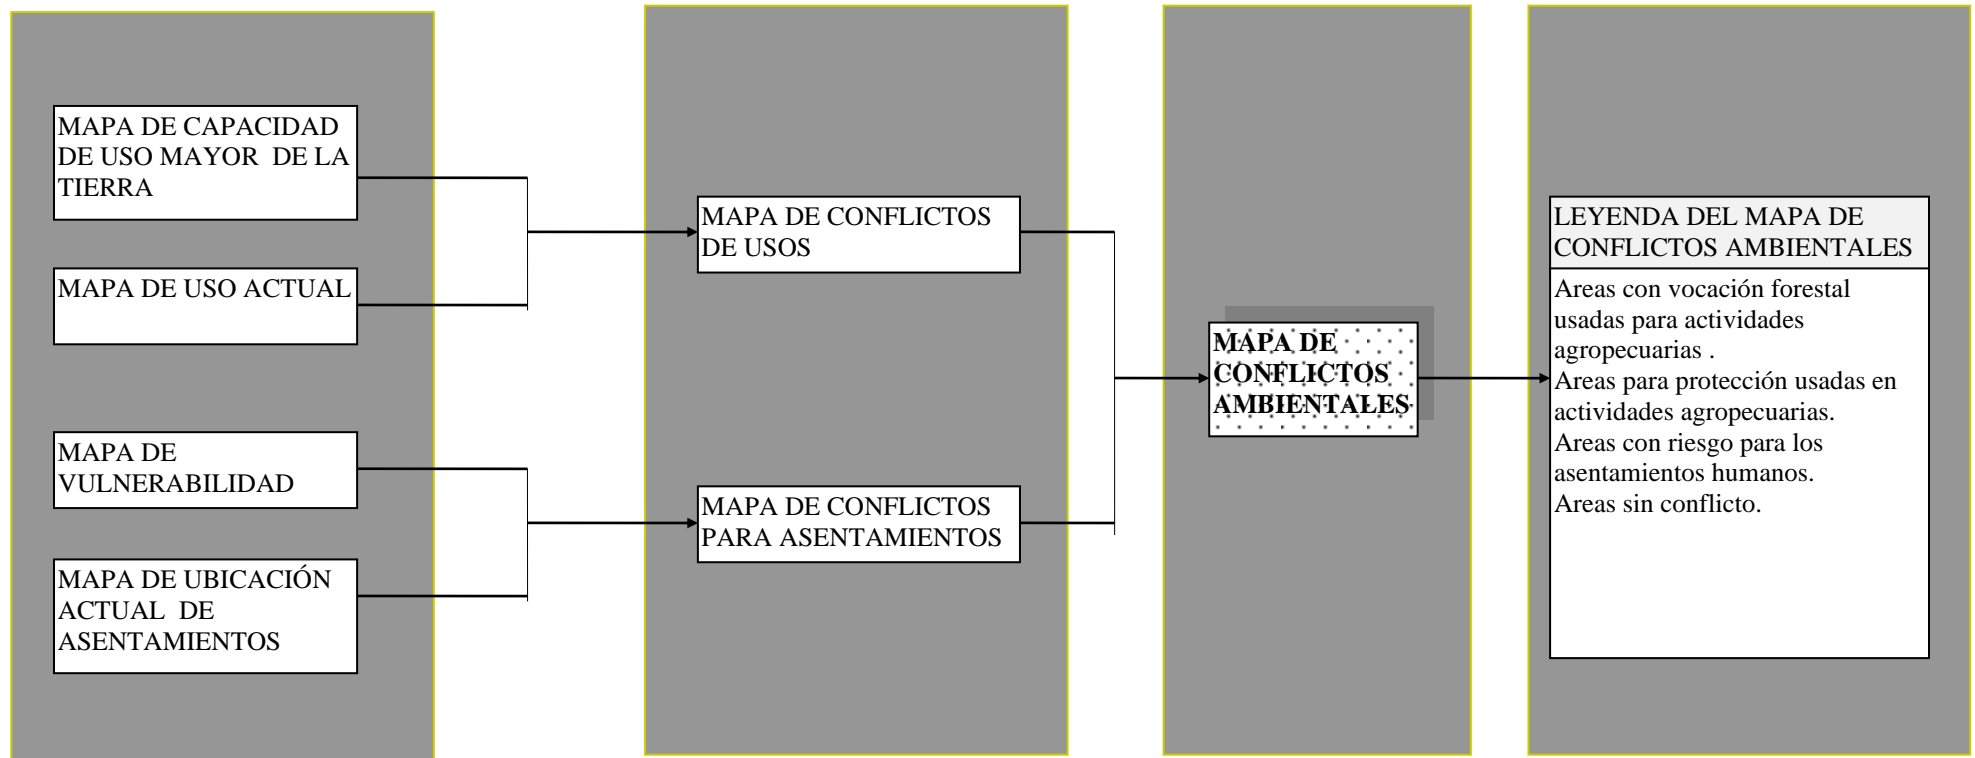 MAPA DE CAPACIDAD
DE USO MAYOR  DE LA
TIERRA
MAPA DE USO ACTUAL
MAPA DE
VULNERABILIDAD
MAPA DE UBICACIÓN
ACTUAL  DE
ASENTAMIENTOS
MAPA DE CONFLICTOS
DE USOS
MAPA DE CONFLICTOS
PARA ASENTAMIENTOS
MAPA DE
CONFLICTOS
AMBIENTALES
LEYENDA DEL MAPA DE
CONFLICTOS AMBIENTALES
Areas con vocación forestal
usadas para actividades
agropecuarias .
Areas para protección usadas en
actividades agropecuarias.
Areas con riesgo para los
asentamientos humanos.
Areas sin conflicto.